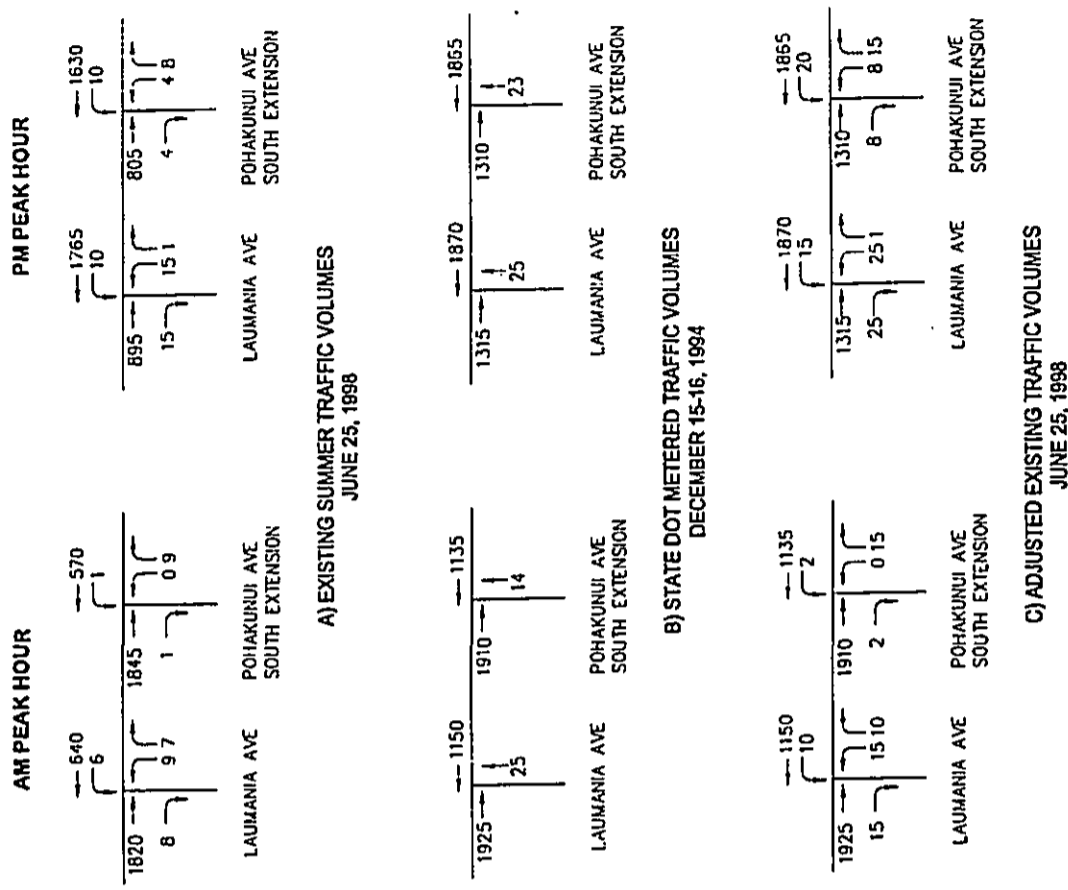 AM PEAK HOUR
PM PEAK HOUR
640
6
1820
8
9 7
LAUMANIA AVE
570
1
1845
1
0 9
POHAKUNUI AVE
SOUTH EXTENSION
1765
10
895
15
15 1
LAUMANIA AVE
1630
10
805
4
4 8
POHAKUNUI AVE
SOUTH EXTENSION
A) EXISTING SUMMER TRAFFIC VOLUMES
JUNE 25, 1998
1150
1925
25
LAUMANIA AVE
1135
1910
14
POHAKUNUI AVE
SOUTH EXTENSION
1870
1315
25
LAUMANIA AVE
1865
1310
23
POHAKUNUI AVE
SOUTH EXTENSION
B) STATE DOT METERED TRAFFIC VOLUMES
DECEMBER 15-16, 1994
1150
10
1925
15
15 10
LAUMANIA AVE
1135
2
1910
2
0 15
POHAKUNUI AVE
SOUTH EXTENSION
1870
15
1315
25
25 1
LAUMANIA AVE
1865
20
1310
8
8 15
POHAKUNUI AVE
SOUTH EXTENSION
C) ADJUSTED EXISTING TRAFFIC VOLUMES
JUNE 25, 1998